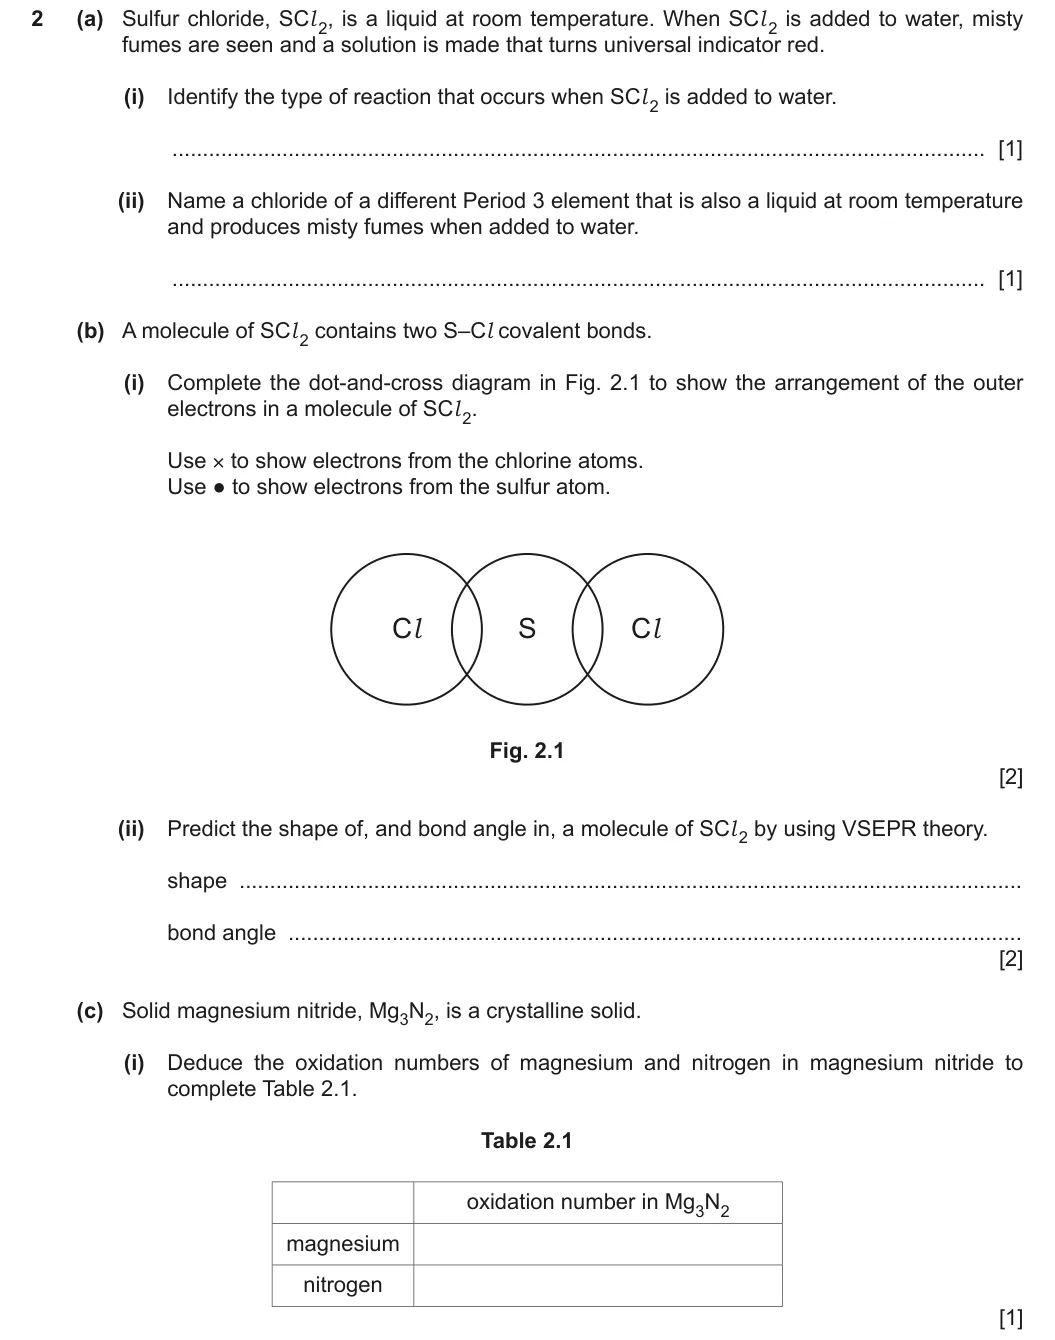 2 (a) Sulfur chloride, SCl2, is a liquid at room temperature. When SCl2 is added to water, misty
fumes are seen and a solution is made that turns universal indicator red.
(i) Identify the type of reaction that occurs when SCl2 is added to water.
.......................................................................................................................................... [1]
(ii) Name a chloride of a different Period 3 element that is also a liquid at room temperature
and produces misty fumes when added to water.
.......................................................................................................................................... [1]
(b) A molecule of SCl2 contains two S–Cl covalent bonds.
(i) Complete the dot-and-cross diagram in Fig. 2.1 to show the arrangement of the outer
electrons in a molecule of SCl2.
Use × to show electrons from the chlorine atoms.
Use ● to show electrons from the sulfur atom.
Cl S Cl
Fig. 2.1
[2]
(ii) Predict the shape of, and bond angle in, a molecule of SCl2 by using VSEPR theory.
shape ..................................................................................................................................
bond angle ..........................................................................................................................
[2]
(c) Solid magnesium nitride, Mg3N2, is a crystalline solid.
(i) Deduce the oxidation numbers of magnesium and nitrogen in magnesium nitride to
complete Table 2.1.
Table 2.1
oxidation number in Mg3N2
magnesium
nitrogen
[1]